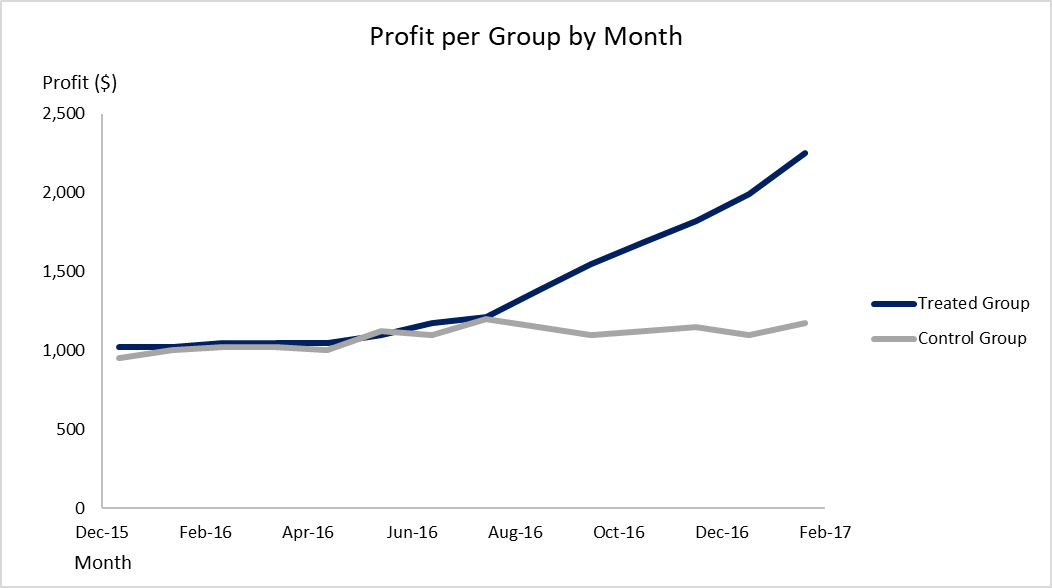 Profit per Group by Month
Profit ($)
2,500
2,000
1,500
1,000
500
0
Dec-15 Feb-16 Apr-16 Jun-16 Aug-16 Oct-16 Dec-16 Feb-17
Month
Treated Group
Control Group